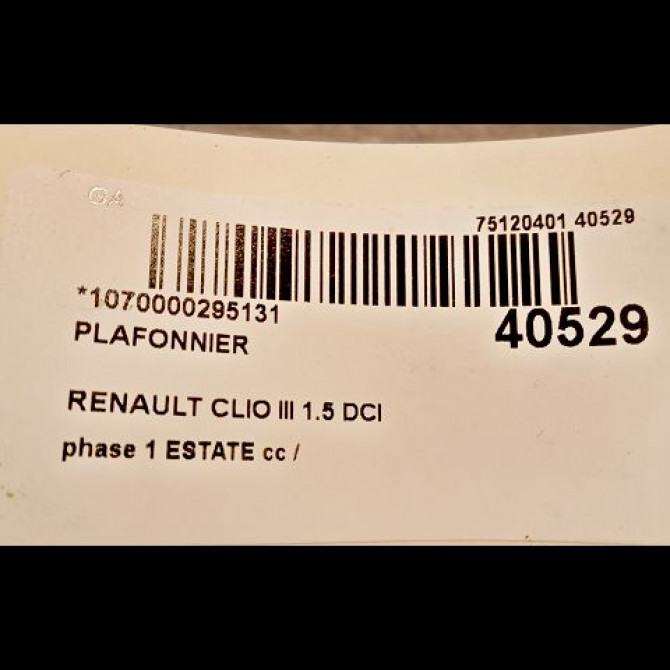 GA
75120401 40529
*1070000295131
40529
PLAFONNIER
RENAULT CLIO III 1.5 DCI
phase 1 ESTATE cc /